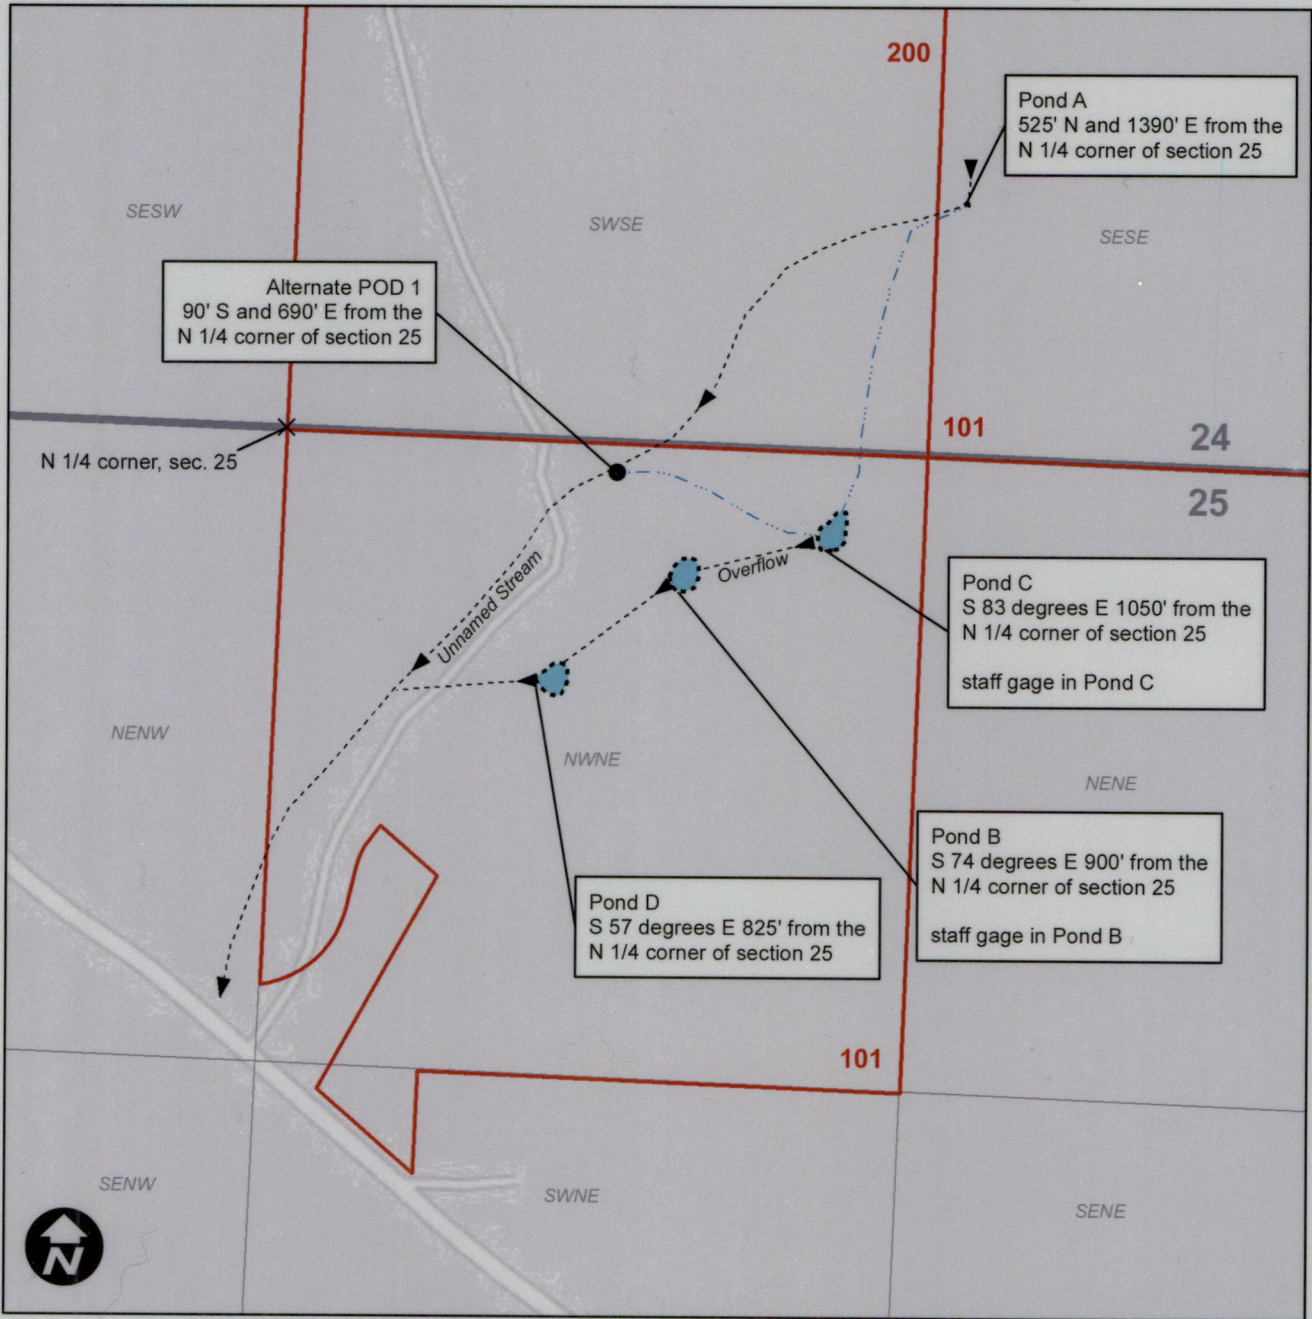 200
Pond A
525' N and 1390' E from the
N 1/4 corner of section 25
SESW
SWSE
SESE
Alternate POD 1
90' S and 690' E from the
N 1/4 corner of section 25
101
24
N 1/4 corner, sec. 25
25
Overflow
Unnamed Stream
Pond C
S 83 degrees E 1050' from the
N 1/4 corner of section 25
staff gage in Pond C
NENW
NWNE
NENE
Pond B
S 74 degrees E 900' from the
N 1/4 corner of section 25
staff gage in Pond B
Pond D
S 57 degrees E 825' from the
N 1/4 corner of section 25
101
SENW
SWNE
SENE
N